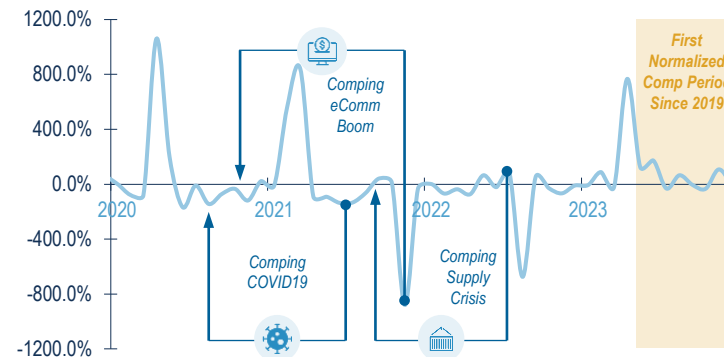 1200.0%
800.0%
400.0%
0.0%
-400.0%
-800.0%
-1200.0%
2020
2021
2022
2023
Comping
eComm
Boom
Comping
COVID19
Comping
Supply
Crisis
First
Normalized
Comp Period
Since 2019